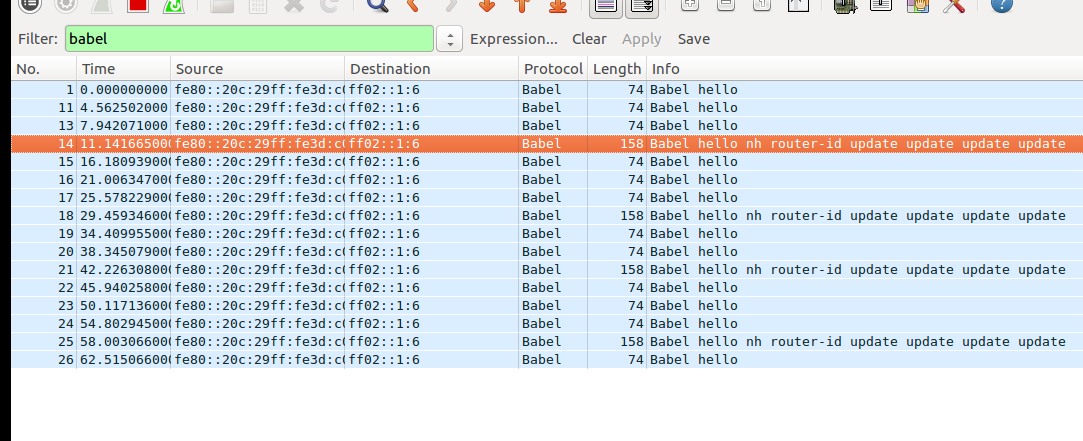 Filter: babel Expression... Clear Apply Save
No. Time Source Destination Protocol Length Info
1 0.000000000 fe80::20c:29ff:fe3d:c ff02::1:6 Babel 74 Babel hello
11 4.562502000 fe80::20c:29ff:fe3d:c ff02::1:6 Babel 74 Babel hello
13 7.942071000 fe80::20c:29ff:fe3d:c ff02::1:6 Babel 74 Babel hello
14 11.14166500 fe80::20c:29ff:fe3d:c ff02::1:6 Babel 158 Babel hello nh router-id update update update update
15 16.18093900 fe80::20c:29ff:fe3d:c ff02::1:6 Babel 74 Babel hello
16 21.00634700 fe80::20c:29ff:fe3d:c ff02::1:6 Babel 74 Babel hello
17 25.57822900 fe80::20c:29ff:fe3d:c ff02::1:6 Babel 74 Babel hello
18 29.45934600 fe80::20c:29ff:fe3d:c ff02::1:6 Babel 158 Babel hello nh router-id update update update update
19 34.40995500 fe80::20c:29ff:fe3d:c ff02::1:6 Babel 74 Babel hello
20 38.34507900 fe80::20c:29ff:fe3d:c ff02::1:6 Babel 74 Babel hello
21 42.22630800 fe80::20c:29ff:fe3d:c ff02::1:6 Babel 158 Babel hello nh router-id update update update update
22 45.94025800 fe80::20c:29ff:fe3d:c ff02::1:6 Babel 74 Babel hello
23 50.11713600 fe80::20c:29ff:fe3d:c ff02::1:6 Babel 74 Babel hello
24 54.80294500 fe80::20c:29ff:fe3d:c ff02::1:6 Babel 74 Babel hello
25 58.00306600 fe80::20c:29ff:fe3d:c ff02::1:6 Babel 158 Babel hello nh router-id update update update update
26 62.51506600 fe80::20c:29ff:fe3d:c ff02::1:6 Babel 74 Babel hello